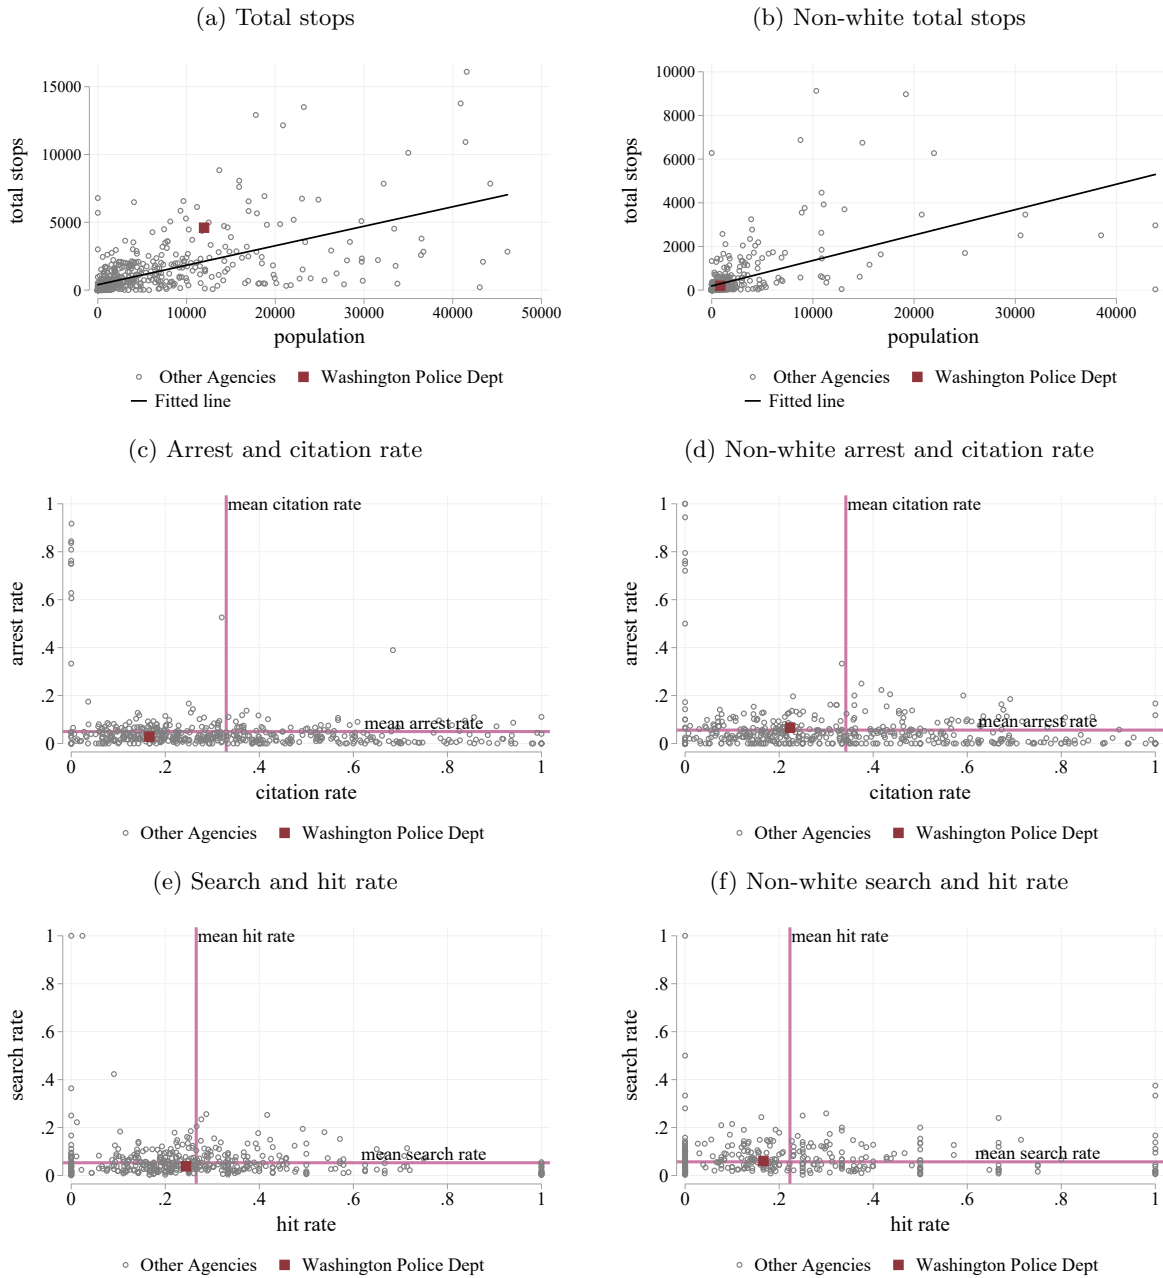 (a) Total stops
(b) Non-white total stops
15000
10000
5000
0
total stops
0 10000 20000 30000 40000 50000
population
Other Agencies Washington Police Dept
Fitted line
10000
8000
6000
4000
2000
0
total stops
0 10000 20000 30000 40000
population
Other Agencies Washington Police Dept
Fitted line
(c) Arrest and citation rate
(d) Non-white arrest and citation rate
1
.8
.6
.4
.2
0
arrest rate
mean citation rate
mean arrest rate
0 .2 .4 .6 .8 1
citation rate
Other Agencies Washington Police Dept
1
.8
.6
.4
.2
0
arrest rate
mean citation rate
mean arrest rate
0 .2 .4 .6 .8 1
citation rate
Other Agencies Washington Police Dept
(e) Search and hit rate
(f) Non-white search and hit rate
1
.8
.6
.4
.2
0
search rate
mean hit rate
mean search rate
0 .2 .4 .6 .8 1
hit rate
Other Agencies Washington Police Dept
1
.8
.6
.4
.2
0
search rate
mean hit rate
mean search rate
0 .2 .4 .6 .8 1
hit rate
Other Agencies Washington Police Dept